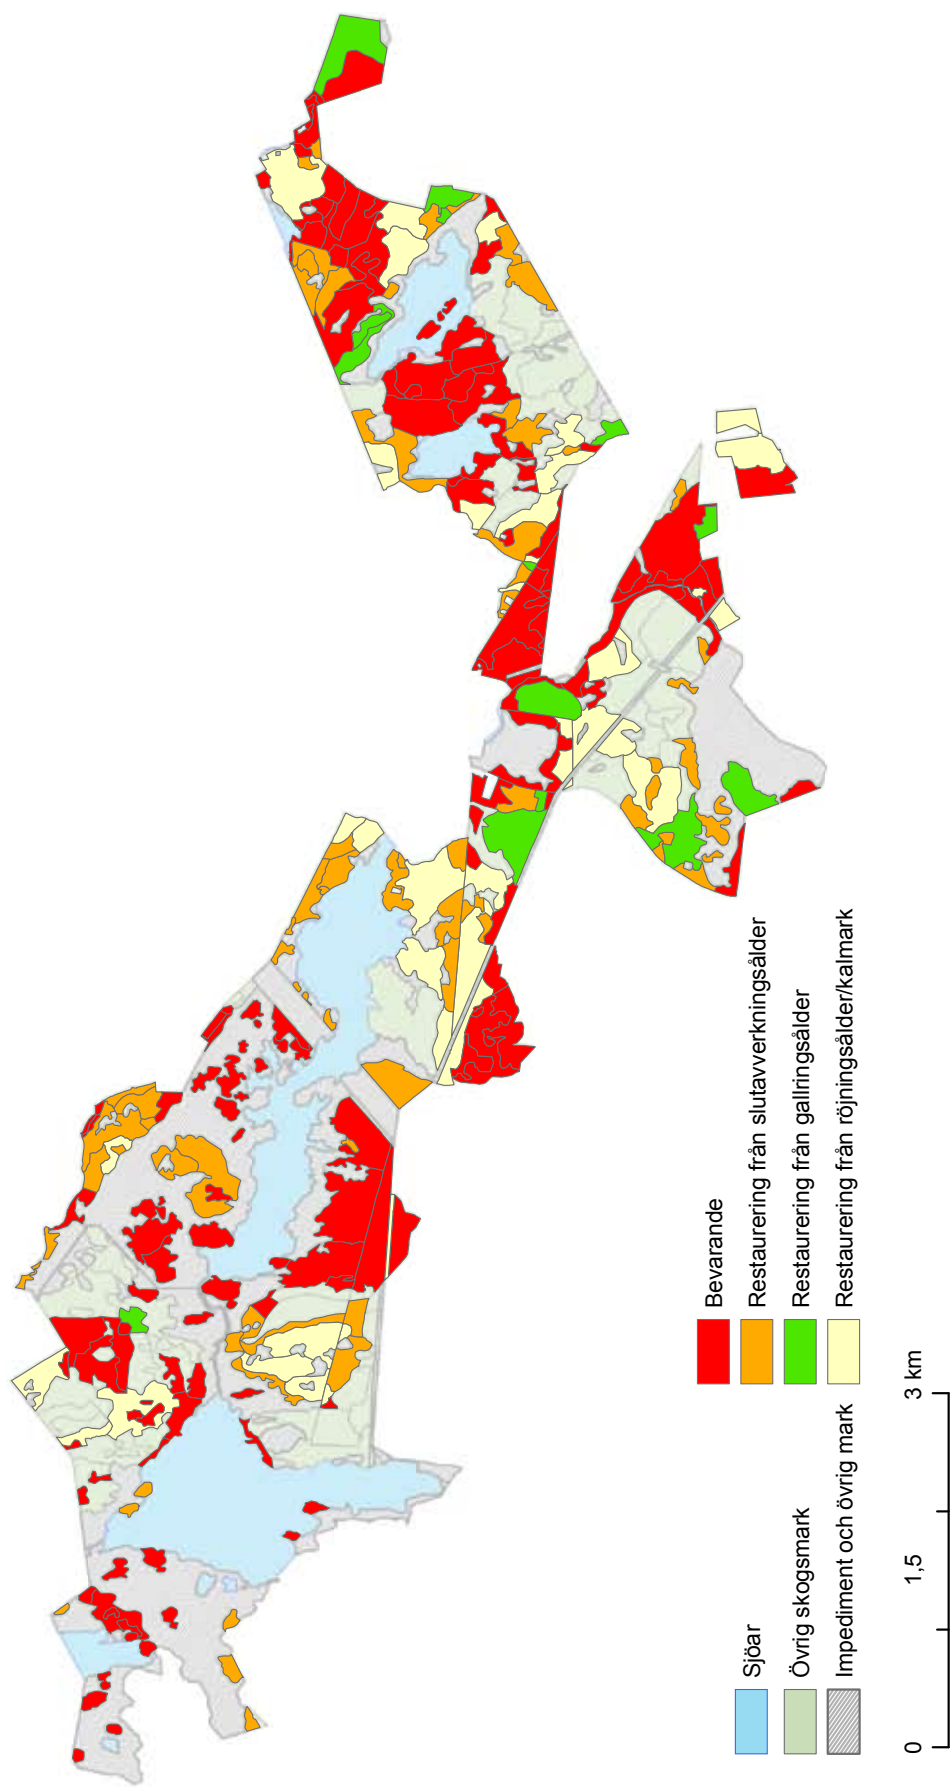 Sjöar
Övrig skogsmark
Impediment och övrig mark
Bevarande
Restaurering från slutavverkningsålder
Restaurering från gallringsålder
Restaurering från röjningsålder/kalmark
0 1,5 3 km